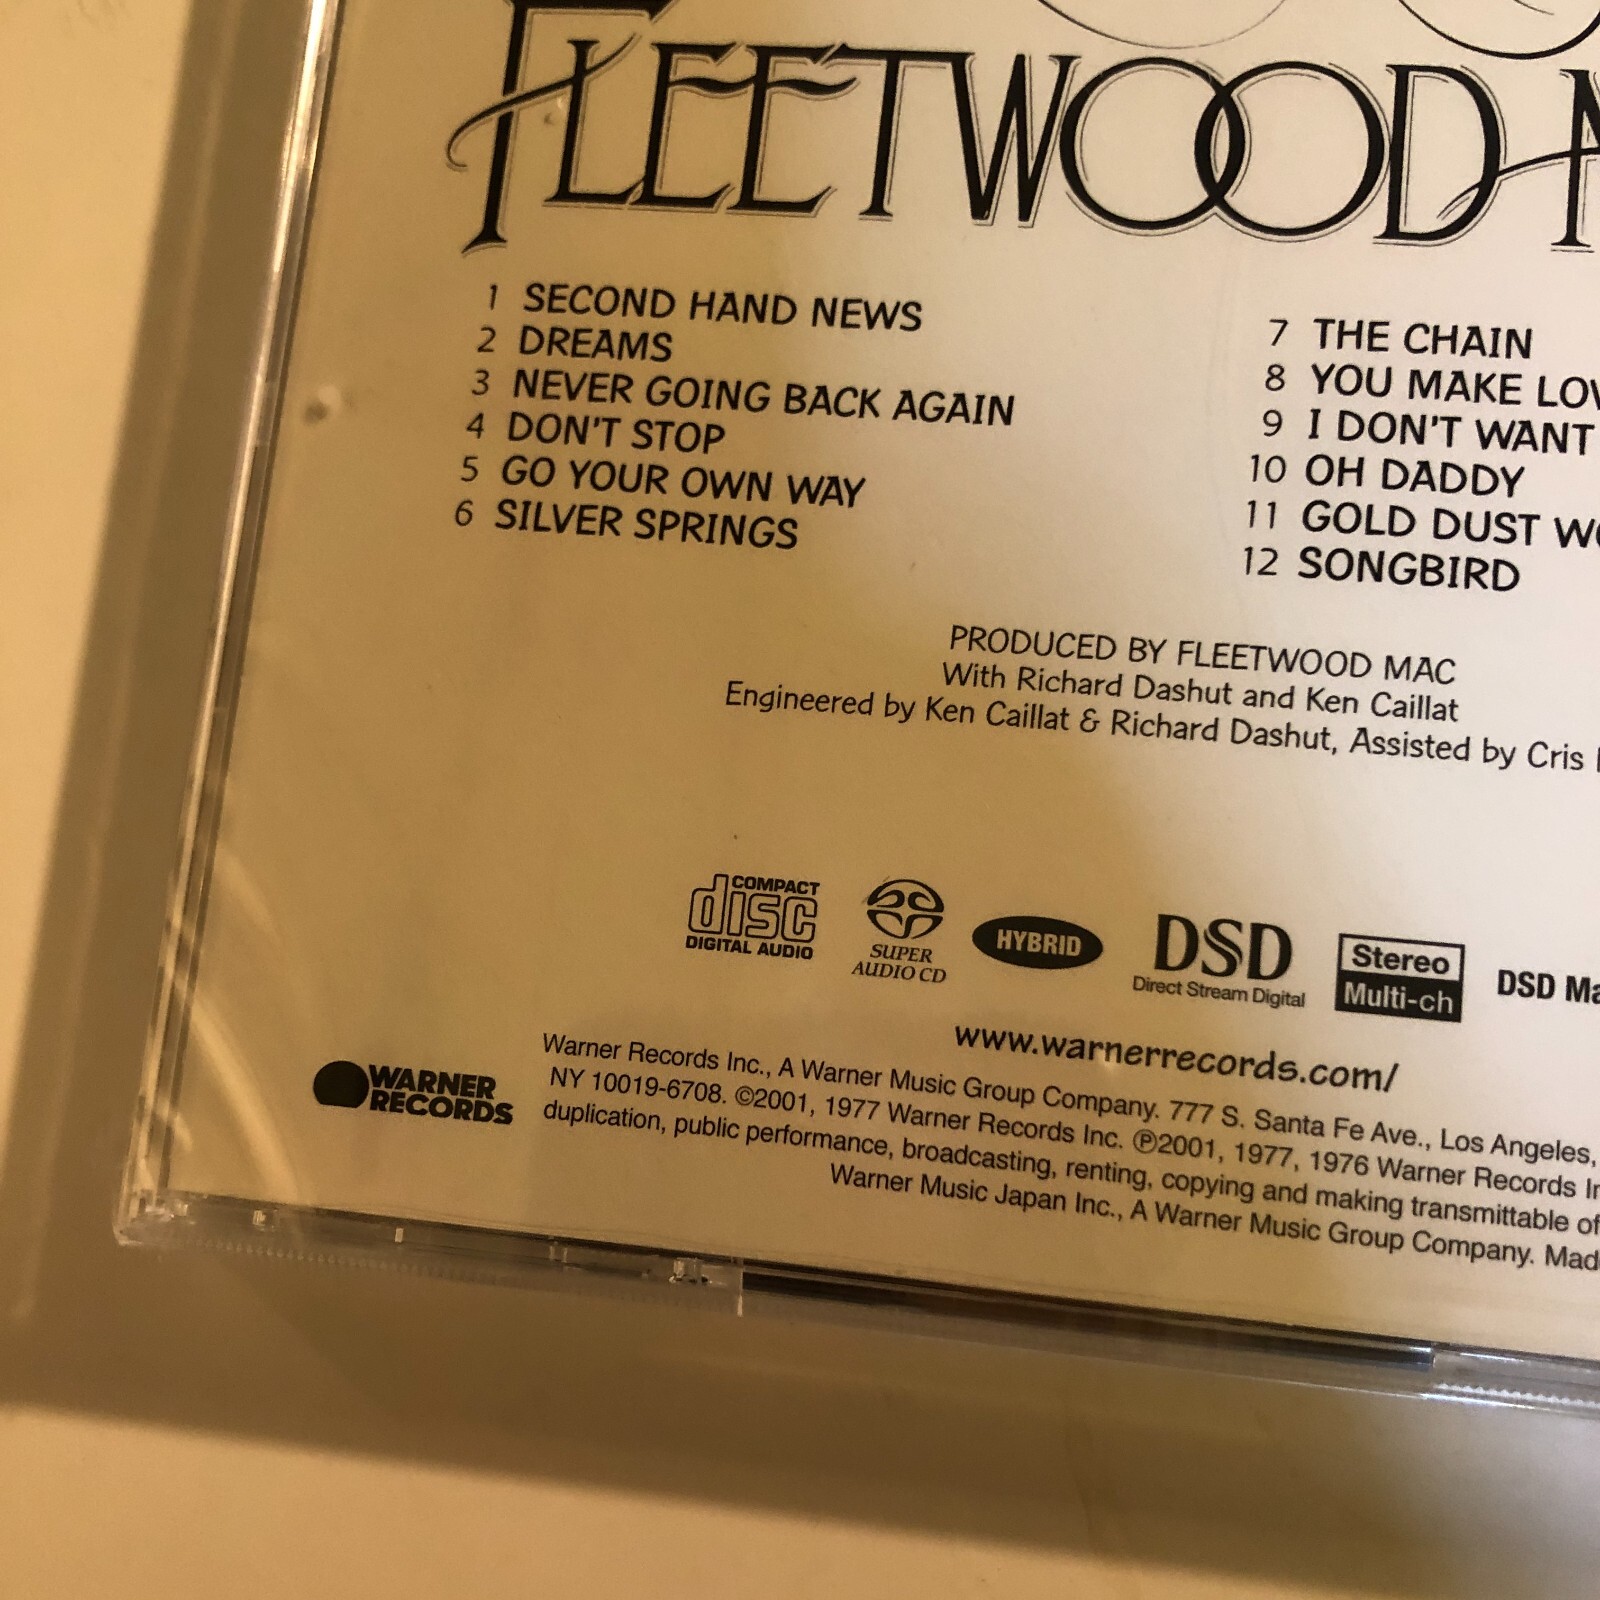 FLEETWOOD
1 SECOND HAND NEWS
2 DREAMS
3 NEVER GOING BACK AGAIN
4 DON'T STOP
5 GO YOUR OWN WAY
6 SILVER SPRINGS
7 THE CHAIN
8 YOU MAKE
9 I DON'T WANT
10 OH DADDY
11 GOLD DUST
12 SONGBIRD
PRODUCED BY FLEETWOOD MAC
With Richard Dashut and Ken Caillat
Engineered by Ken Caillat & Richard Dashut, Assisted by Cris
COMPACT
disc
DIGITAL AUDIO
SUPER
AUDIO CD
HYBRID
DSD
Direct Stream Digital
Stereo
Multi-ch
DSD
www.warnerrecords.com/
WARNER
RECORDS
Warner Records Inc., A Warner Music Group Company. 777 S. Santa Fe Ave., Los Angeles,
NY 10019-6708. ©2001, 1977 Warner Records Inc. ℗2001, 1977, 1976 Warner Records
duplication, public performance, broadcasting, renting, copying and making transmittable of
Warner Music Japan Inc., A Warner Music Group Company.